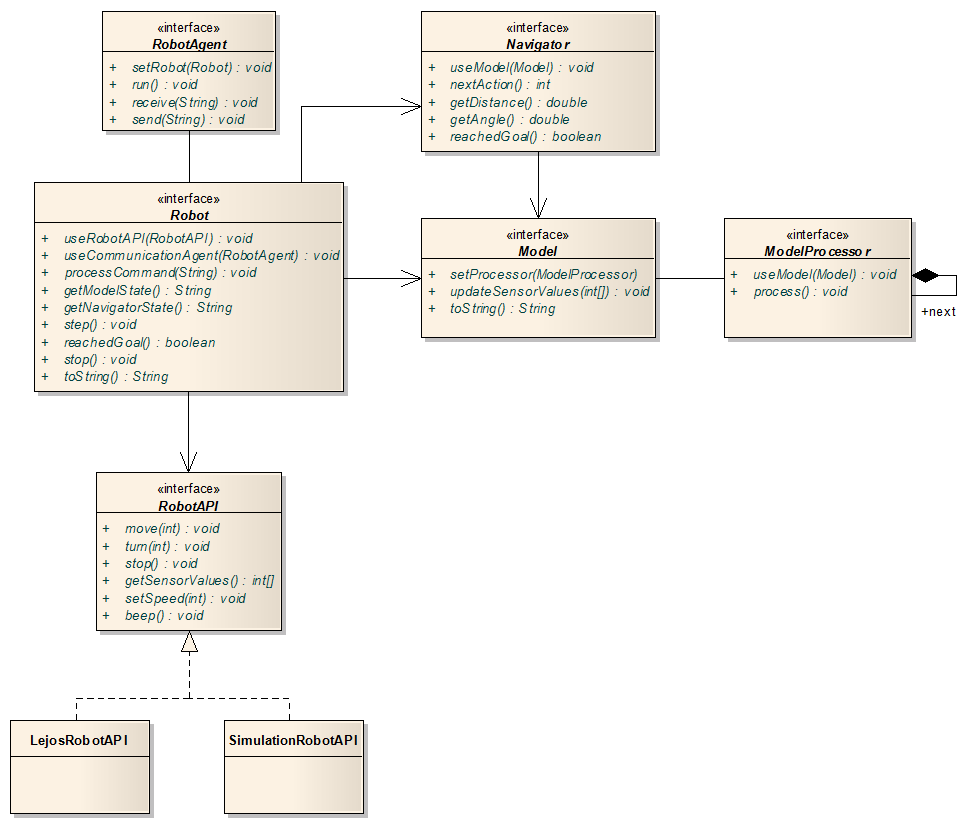 «interface»
RobotAgent
+ setRobot(Robot) : void
+ run() : void
+ receive(String) : void
+ send(String) : void
«interface»
Navigator
+ useModel(Model) : void
+ nextAction() : int
+ getDistance() : double
+ getAngle() : double
+ reachedGoal() : boolean
«interface»
Robot
+ useRobotAPI(RobotAPI) : void
+ useCommunicationAgent(RobotAgent) : void
+ processCommand(String) : void
+ getModelState() : String
+ getNavigatorState() : String
+ step() : void
+ reachedGoal() : boolean
+ stop() : void
+ toString() : String
«interface»
Model
+ setProcessor(ModelProcessor)
+ updateSensorValues(int[]) : void
+ toString() : String
«interface»
ModelProcessor
+ useModel(Model) : void
+ process() : void
+next
«interface»
RobotAPI
+ move(int) : void
+ turn(int) : void
+ stop() : void
+ getSensorValues() : int[]
+ setSpeed(int) : void
+ beep() : void
LejosRobotAPI
SimulationRobotAPI